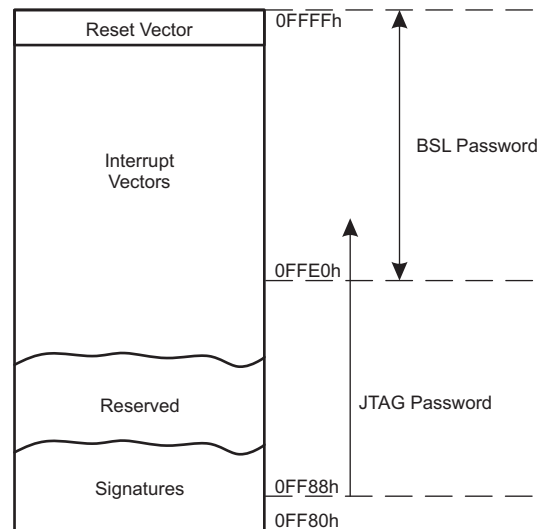 0FFFFh
Reset Vector
BSL Password
Interrupt
Vectors
0FFE0h
JTAG Password
Reserved
0FF88h
Signatures
0FF80h